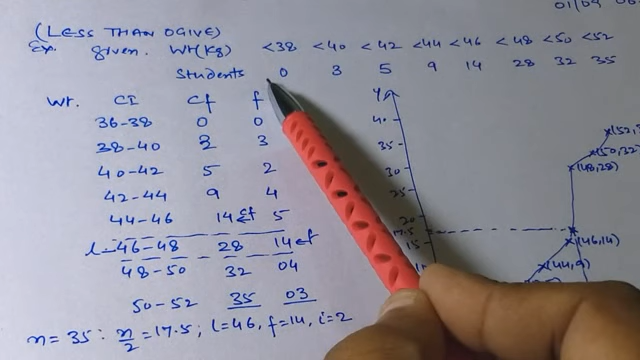 01/04
(LESS THAN OGIVE)
Ex. given. Wt(Kg) <38 <40 <42 <44 <46 <48 <50 <52
Students 0 3 5 9 14 28 32 35
Wt. CI Cf f
36-38 0 0
38-40 3 3
40-42 5 2
42-44 9 4
44-46 14 cf 5
l=46-48 28 14 f
48-50 32 04
50-52 35 03
n=35 : n/2 = 17.5; l=46, f=14, i=2
Y
40
35
30
25
20
17.5
15
(52,
(50,32)
(48,28)
(46,14)
(44,9)